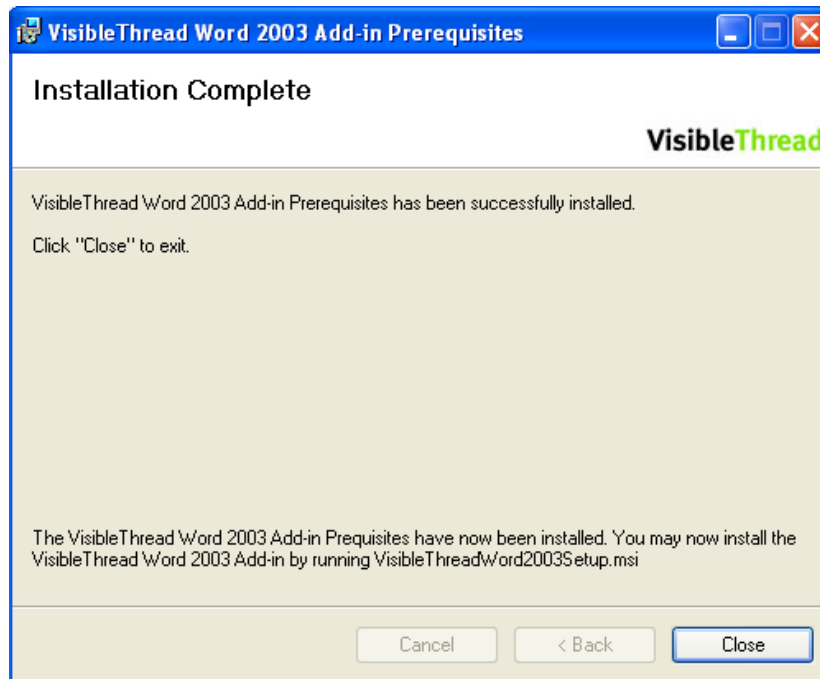 VisibleThread Word 2003 Add-in Prerequisites
Installation Complete
VisibleThread
VisibleThread Word 2003 Add-in Prerequisites has been successfully installed.
Click "Close" to exit.
The VisibleThread Word 2003 Add-in Prequisites have now been installed. You may now install the
VisibleThread Word 2003 Add-in by running VisibleThreadWord2003Setup.msi
Cancel
< Back
Close